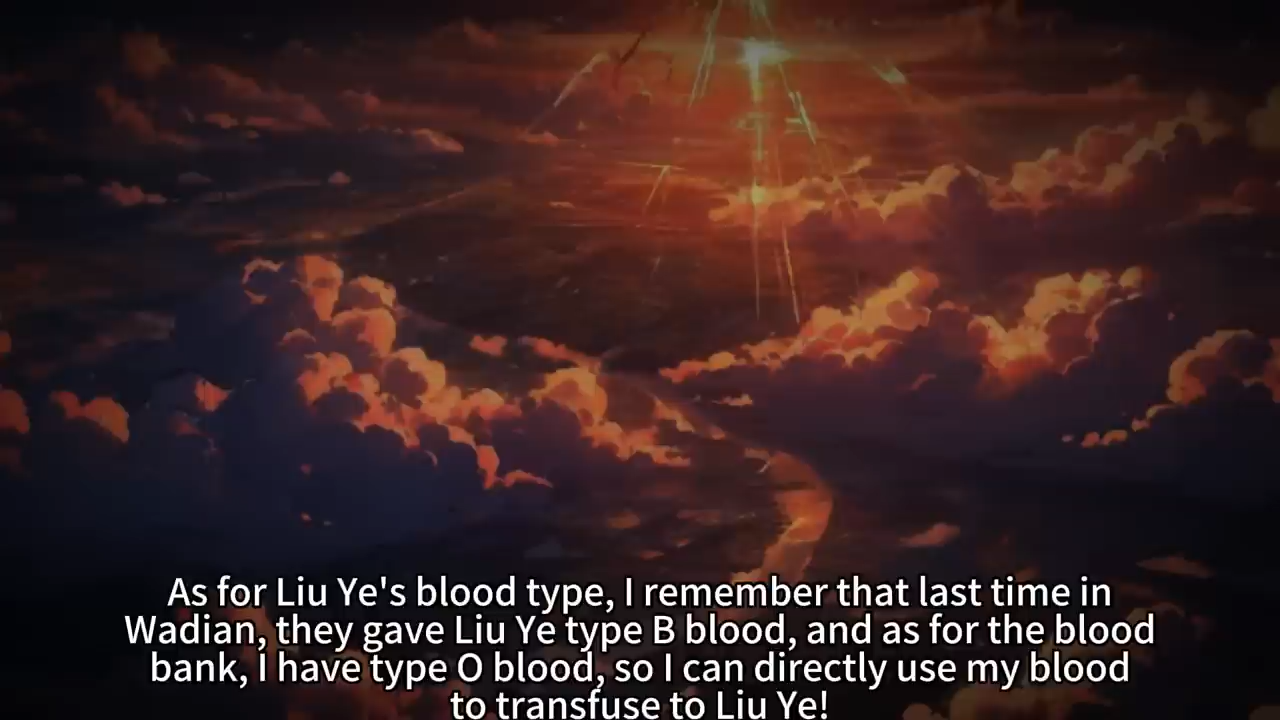 As for Liu Ye's blood type, I remember that last time in
Wadian, they gave Liu Ye type B blood, and as for the blood
bank, I have type O blood, so I can directly use my blood
to transfuse to Liu Ye!